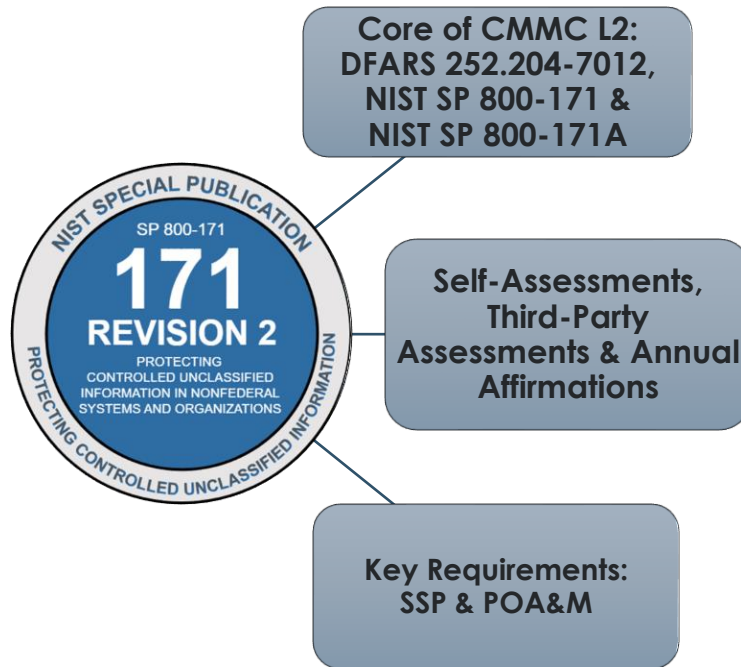 Core of CMMC L2:
DFARS 252.204-7012,
NIST SP 800-171 &
NIST SP 800-171A
NIST SPECIAL PUBLICATION
SP 800-171
171
REVISION 2
PROTECTING
CONTROLLED UNCLASSIFIED
INFORMATION IN NONFEDERAL
SYSTEMS AND ORGANIZATIONS
PROTECTING CONTROLLED UNCLASSIFIED INFORMATION
Self-Assessments,
Third-Party
Assessments & Annual
Affirmations
Key Requirements:
SSP & POA&M